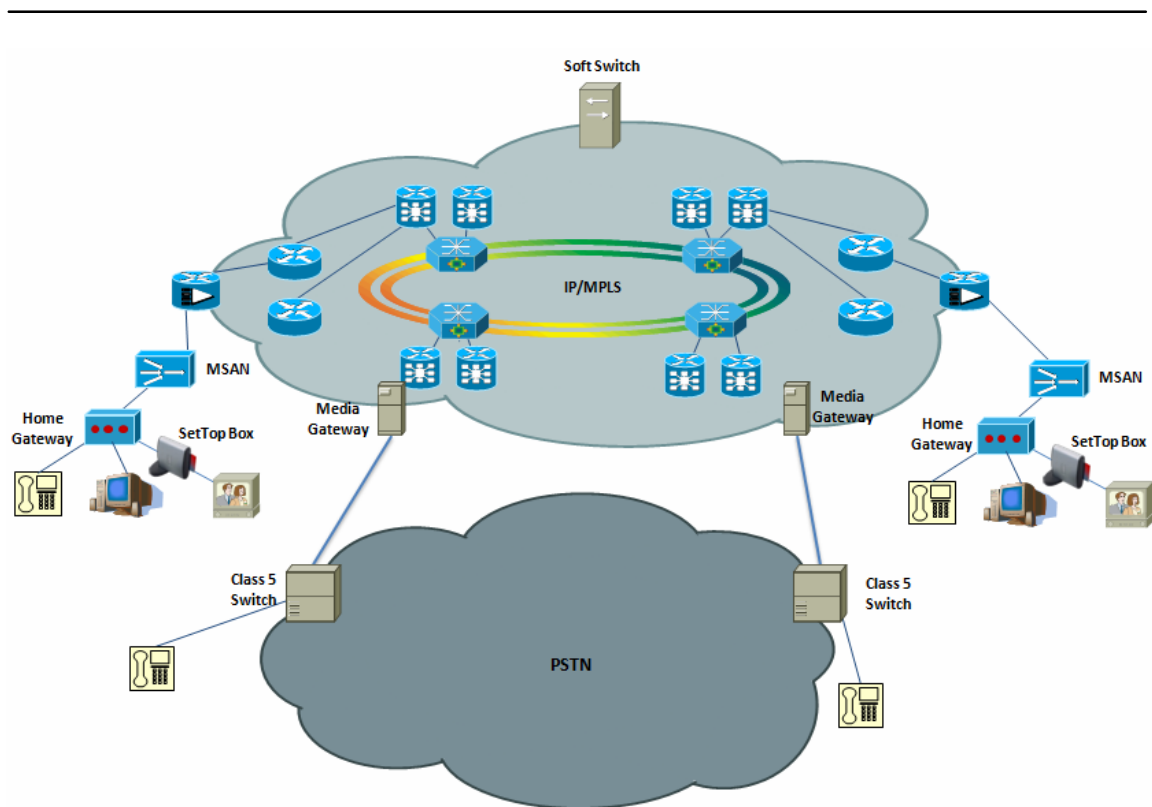 Soft Switch
IP/MPLS
MSAN
MSAN
Home
Gateway
SetTop Box
Media
Gateway
Media
Gateway
Home
Gateway
SetTop Box
Class 5
Switch
Class 5
Switch
PSTN